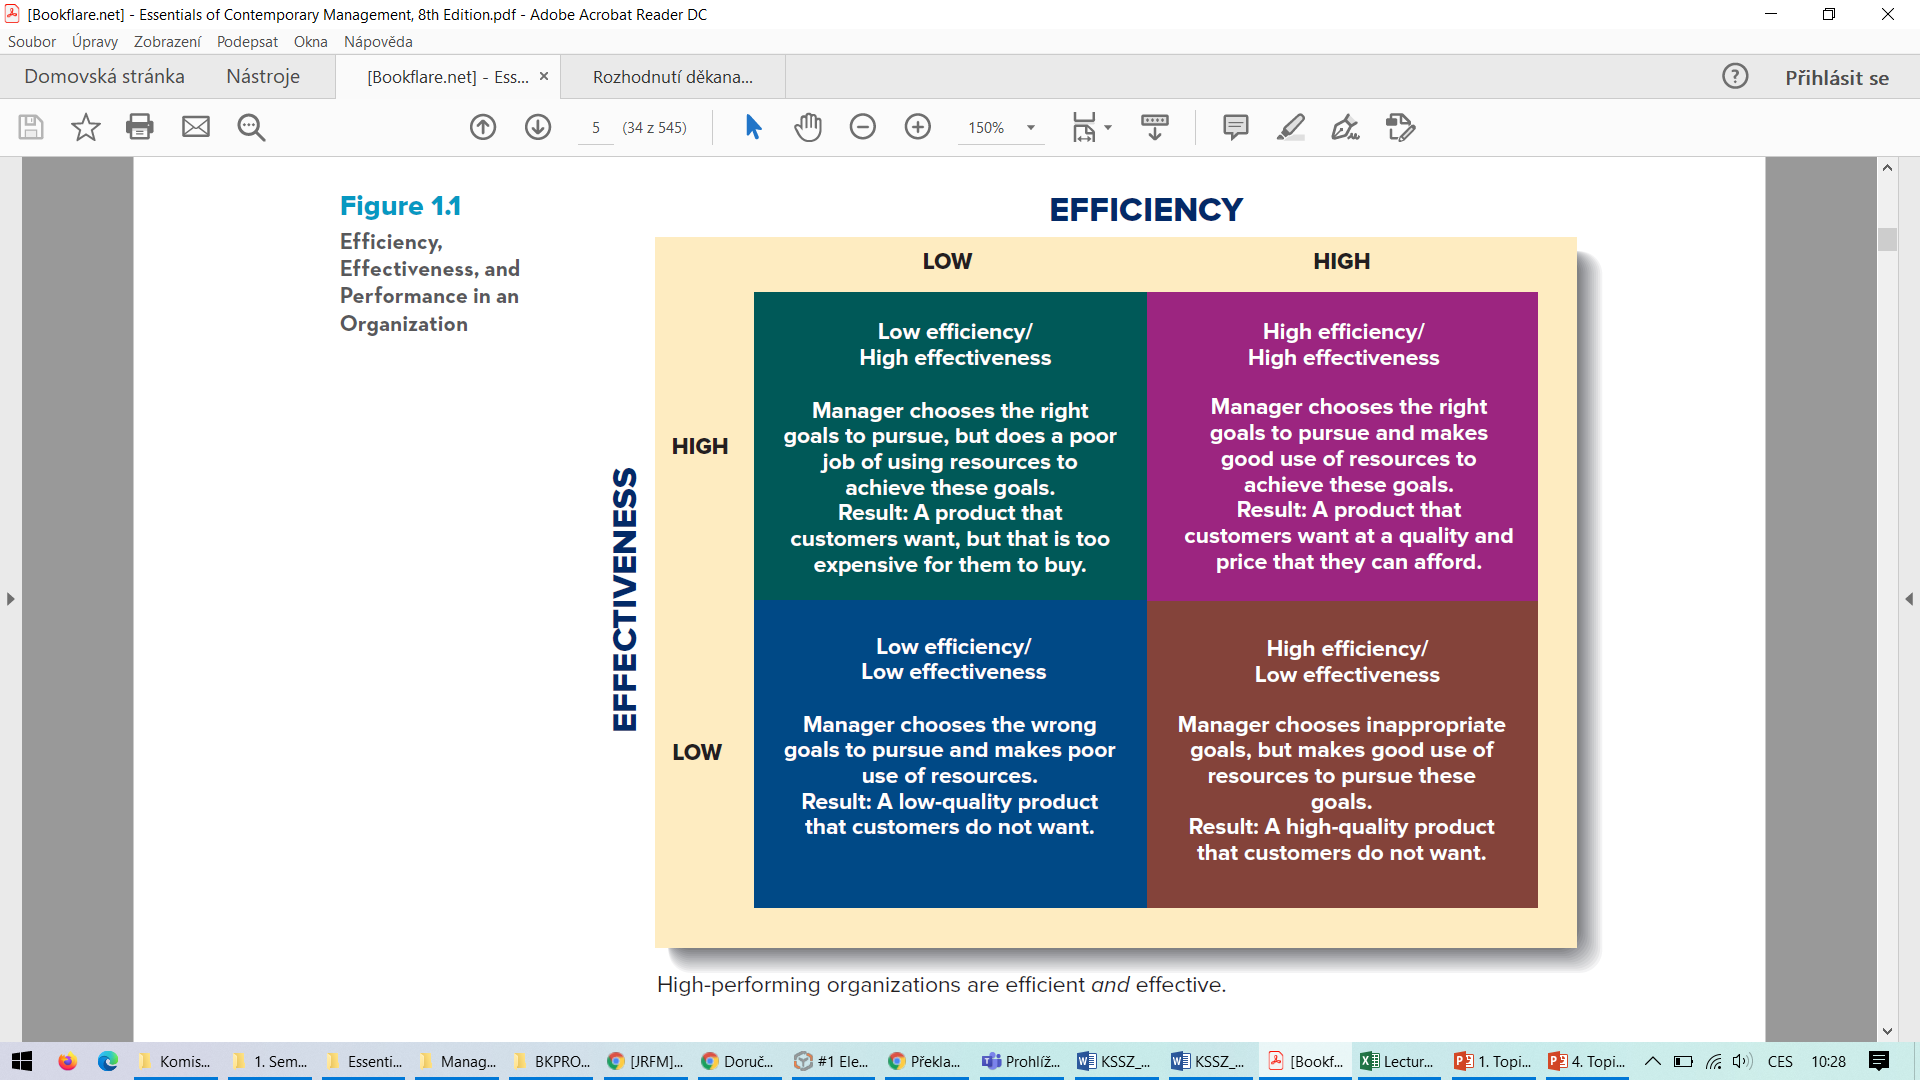 [Bookflare.net] - Essentials of Contemporary Management, 8th Edition.pdf - Adobe Acrobat Reader DC
Soubor Úpravy Zobrazení Podepsat Okna Nápověda
Domovská stránka Nástroje [Bookflare.net] - Ess... × Rozhodnutí děkana... ? Přihlásit se
5 (34 z 545) 150%
Figure 1.1
Efficiency,
Effectiveness, and
Performance in an
Organization
EFFICIENCY
LOW HIGH
EFFECTIVENESS
HIGH
Low efficiency/
High effectiveness
Manager chooses the right
goals to pursue, but does a poor
job of using resources to
achieve these goals.
Result: A product that
customers want, but that is too
expensive for them to buy.
High efficiency/
High effectiveness
Manager chooses the right
goals to pursue and makes
good use of resources to
achieve these goals.
Result: A product that
customers want at a quality and
price that they can afford.
LOW
Low efficiency/
Low effectiveness
Manager chooses the wrong
goals to pursue and makes poor
use of resources.
Result: A low-quality product
that customers do not want.
High efficiency/
Low effectiveness
Manager chooses inappropriate
goals, but makes good use of
resources to pursue these
goals.
Result: A high-quality product
that customers do not want.
High-performing organizations are efficient and effective.
Komis... 1. Sem... Essenti... Manag... BKPRO... [JRFM]... Doruč... #1 Ele... Překla... Prohlíž... KSSZ_... KSSZ_... [Bookf... Lectur... 1. Topi... 4. Topi... CES 10:28